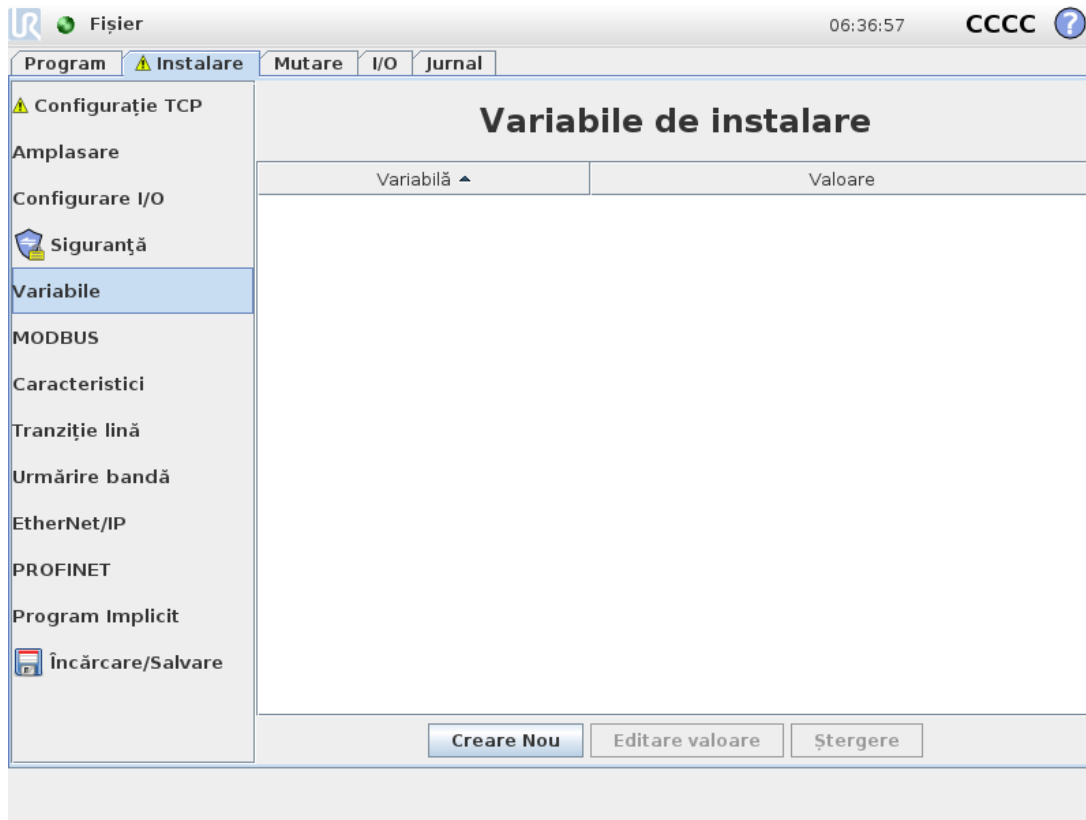 UR Fișier 06:36:57 CCCC ?
Program Instalare Mutare I/O Jurnal
Configurație TCP
Amplasare
Configurare I/O
Siguranță
Variabile
MODBUS
Caracteristici
Tranziție lină
Urmărire bandă
EtherNet/IP
PROFINET
Program Implicit
Încărcare/Salvare
Variabile de instalare
Variabilă Valoare
Creare Nou Editare valoare Ștergere